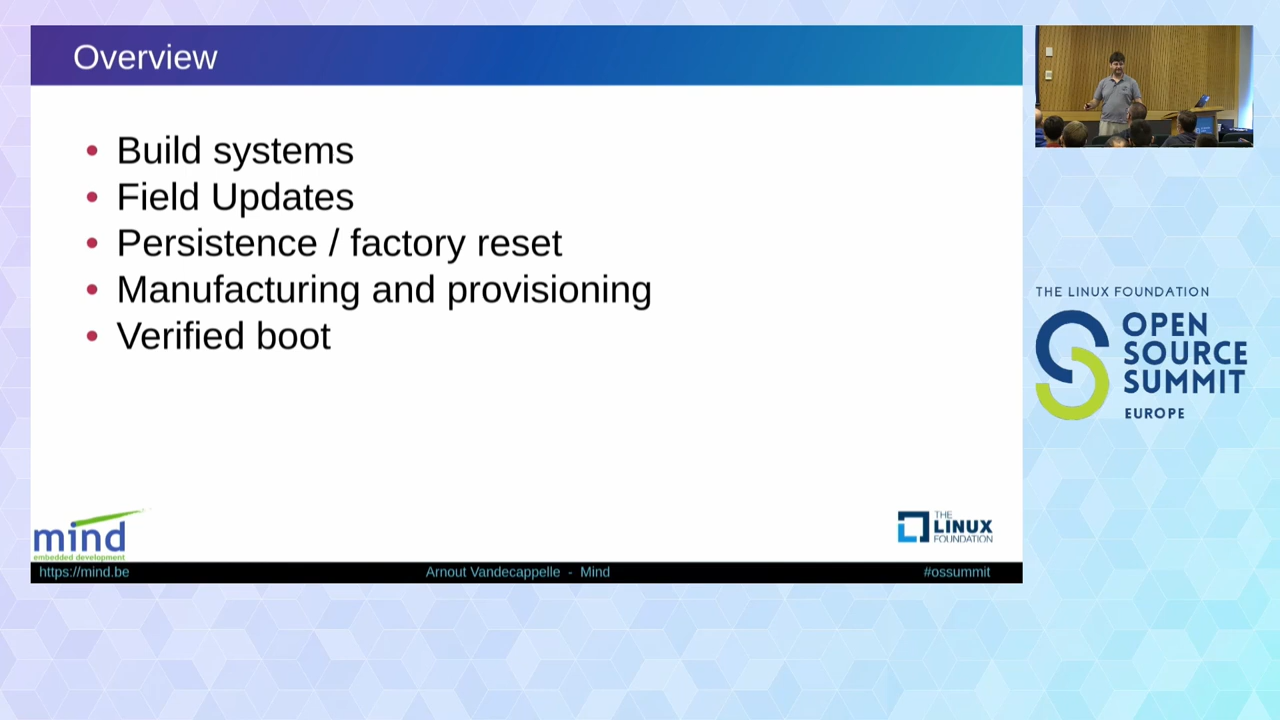 Overview
Build systems
Field Updates
Persistence / factory reset
Manufacturing and provisioning
Verified boot
mind
embedded development
THE
LINUX
FOUNDATION
https://mind.be
Arnout Vandecappelle - Mind
#ossummit
THE LINUX FOUNDATION
OPEN
SOURCE
SUMMIT
EUROPE